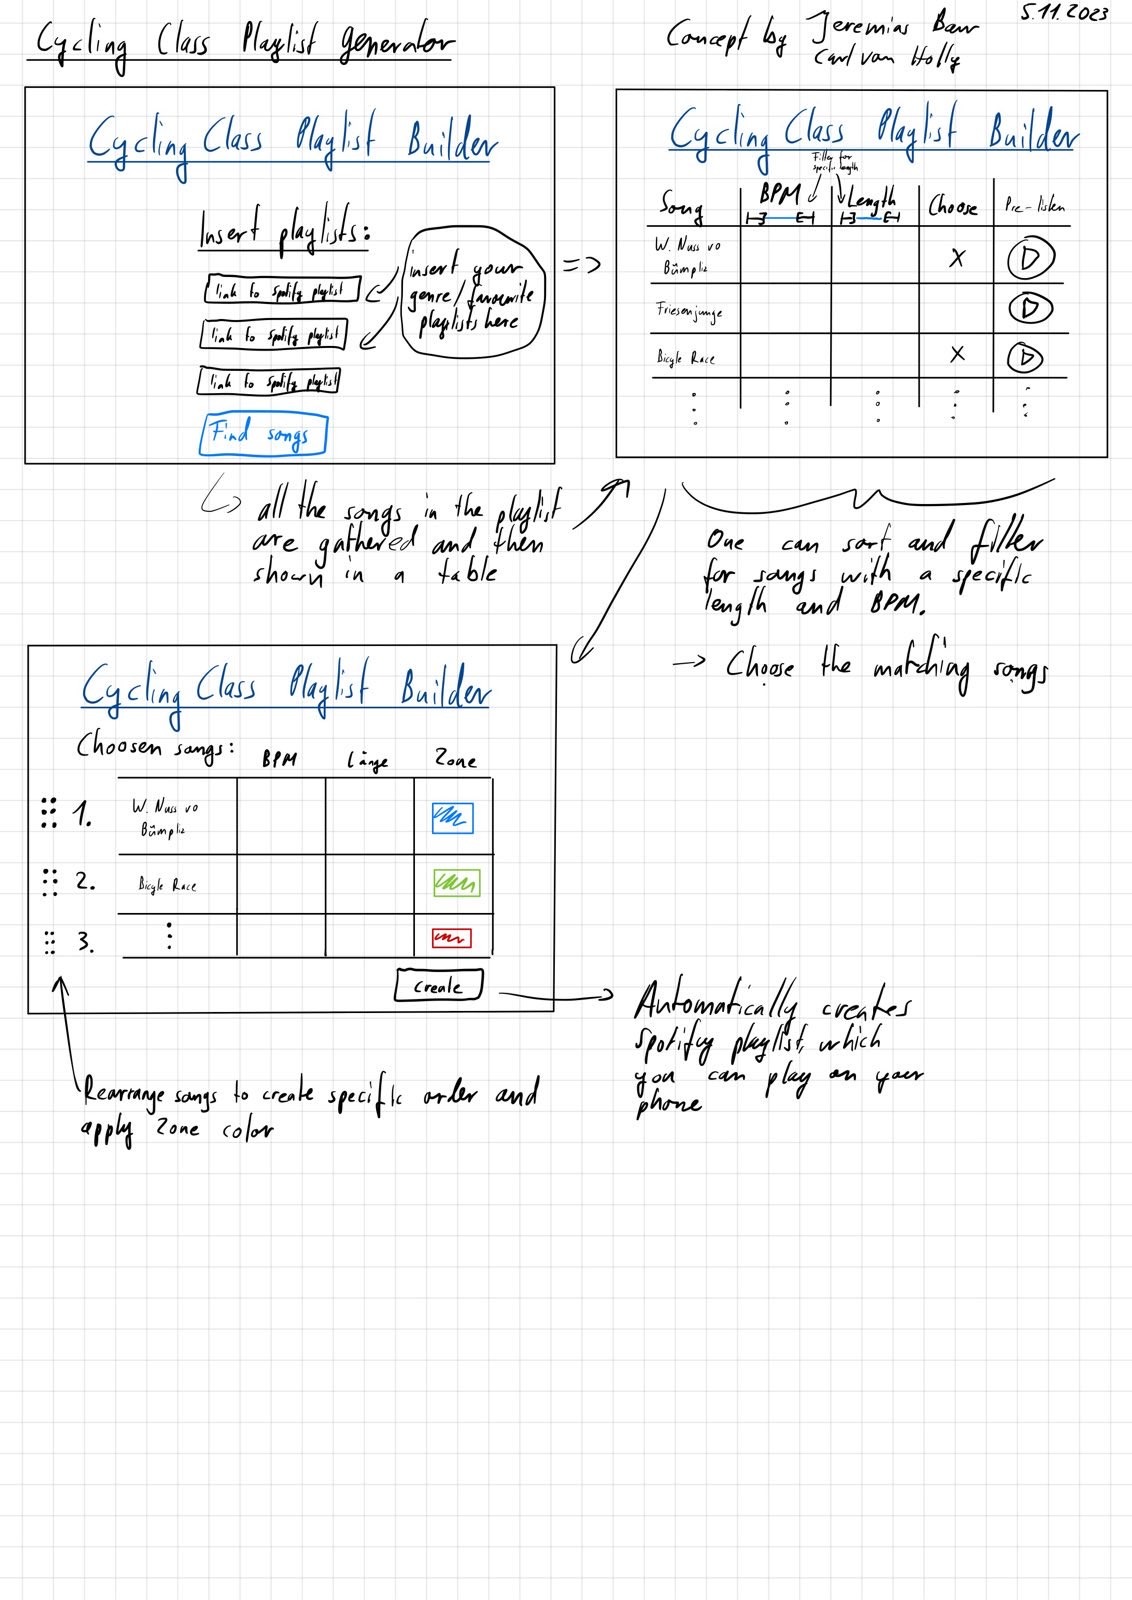 Cycling Class Playlist generator
Concept by Jeremias Baur
Carl von Holly
5.11.2023
Cycling Class Playlist Builder
Insert playlists:
link to spotify playlist
link to spotify playlist
link to spotify playlist
Find songs
insert your
genre/favourite
playlists here
=>
Cycling Class Playlist Builder
Filter for
specific length
Song BPM Length Choose Pre-listen
W. Nuss vo
Bümpliz
X
Friesenjunge
Bicyle Race
X
all the songs in the playlist
are gathered and then
shown in a table
One can sort and filter
for songs with a specific
length and BPM.
→ Choose the matching songs
Cycling Class Playlist Builder
Choosen songs:
BPM Länge Zone
1. W. Nuss vo
Bümpliz
2. Bicyle Race
3.
Create
Automatically creates
Spotify playlist, which
you can play on your
phone
Rearrange songs to create specific order and
apply Zone color